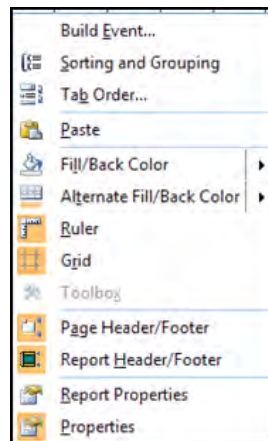 Build Event...
Sorting and Grouping
Tab Order...
Paste
Fill/Back Color
Alternate Fill/Back Color
Ruler
Grid
Toolbox
Page Header/Footer
Report Header/Footer
Report Properties
Properties